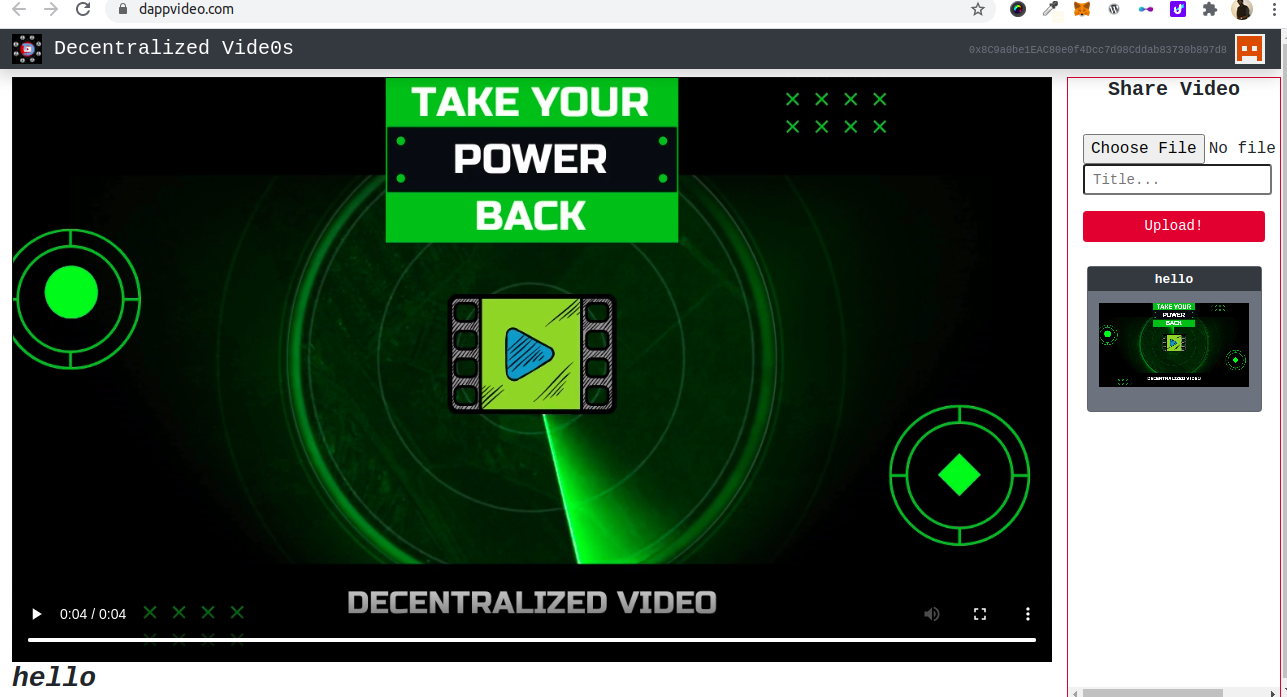 dappvideo.com
Decentralized Vide0s
0x8C9a0be1EAC80e0f4Dcc7d98Cddab83730b897d8
TAKE YOUR
POWER
BACK
DECENTRALIZED VIDEO
0:04 / 0:04
hello
Share Video
Choose File No file
Title...
Upload!
hello
TAKE YOUR
POWER
BACK
DECENTRALIZED VIDEO